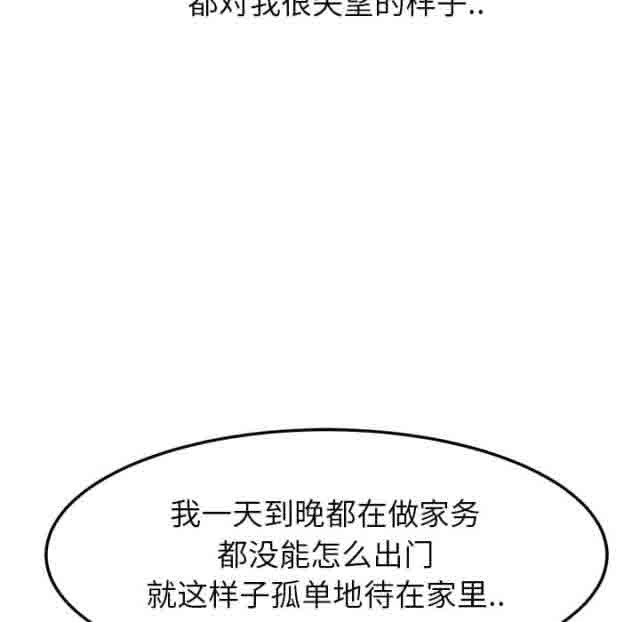 都对我很失望的样子..
我一天到晚都在做家务
都没能怎么出门
就这样子孤单地待在家里..